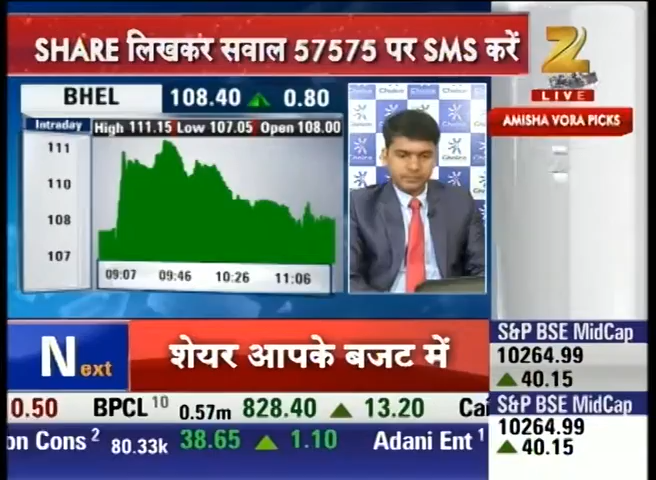 SHARE लिखकर सवाल 57575 पर SMS करें
LIVE
AMISHA VORA PICKS
BHEL 108.40 0.80
Intraday High 111.15 Low 107.05 Open 108.00
111
110
108
107
09:07 09:46 10:26 11:06
Choice
Next
शेयर आपके बजट में
S&P BSE MidCap
10264.99
40.15
0.50 BPCL 10 0.57m 828.40 13.20 Cai
S&P BSE MidCap
10264.99
40.15
on Cons 2 80.33k 38.65 1.10 Adani Ent 1